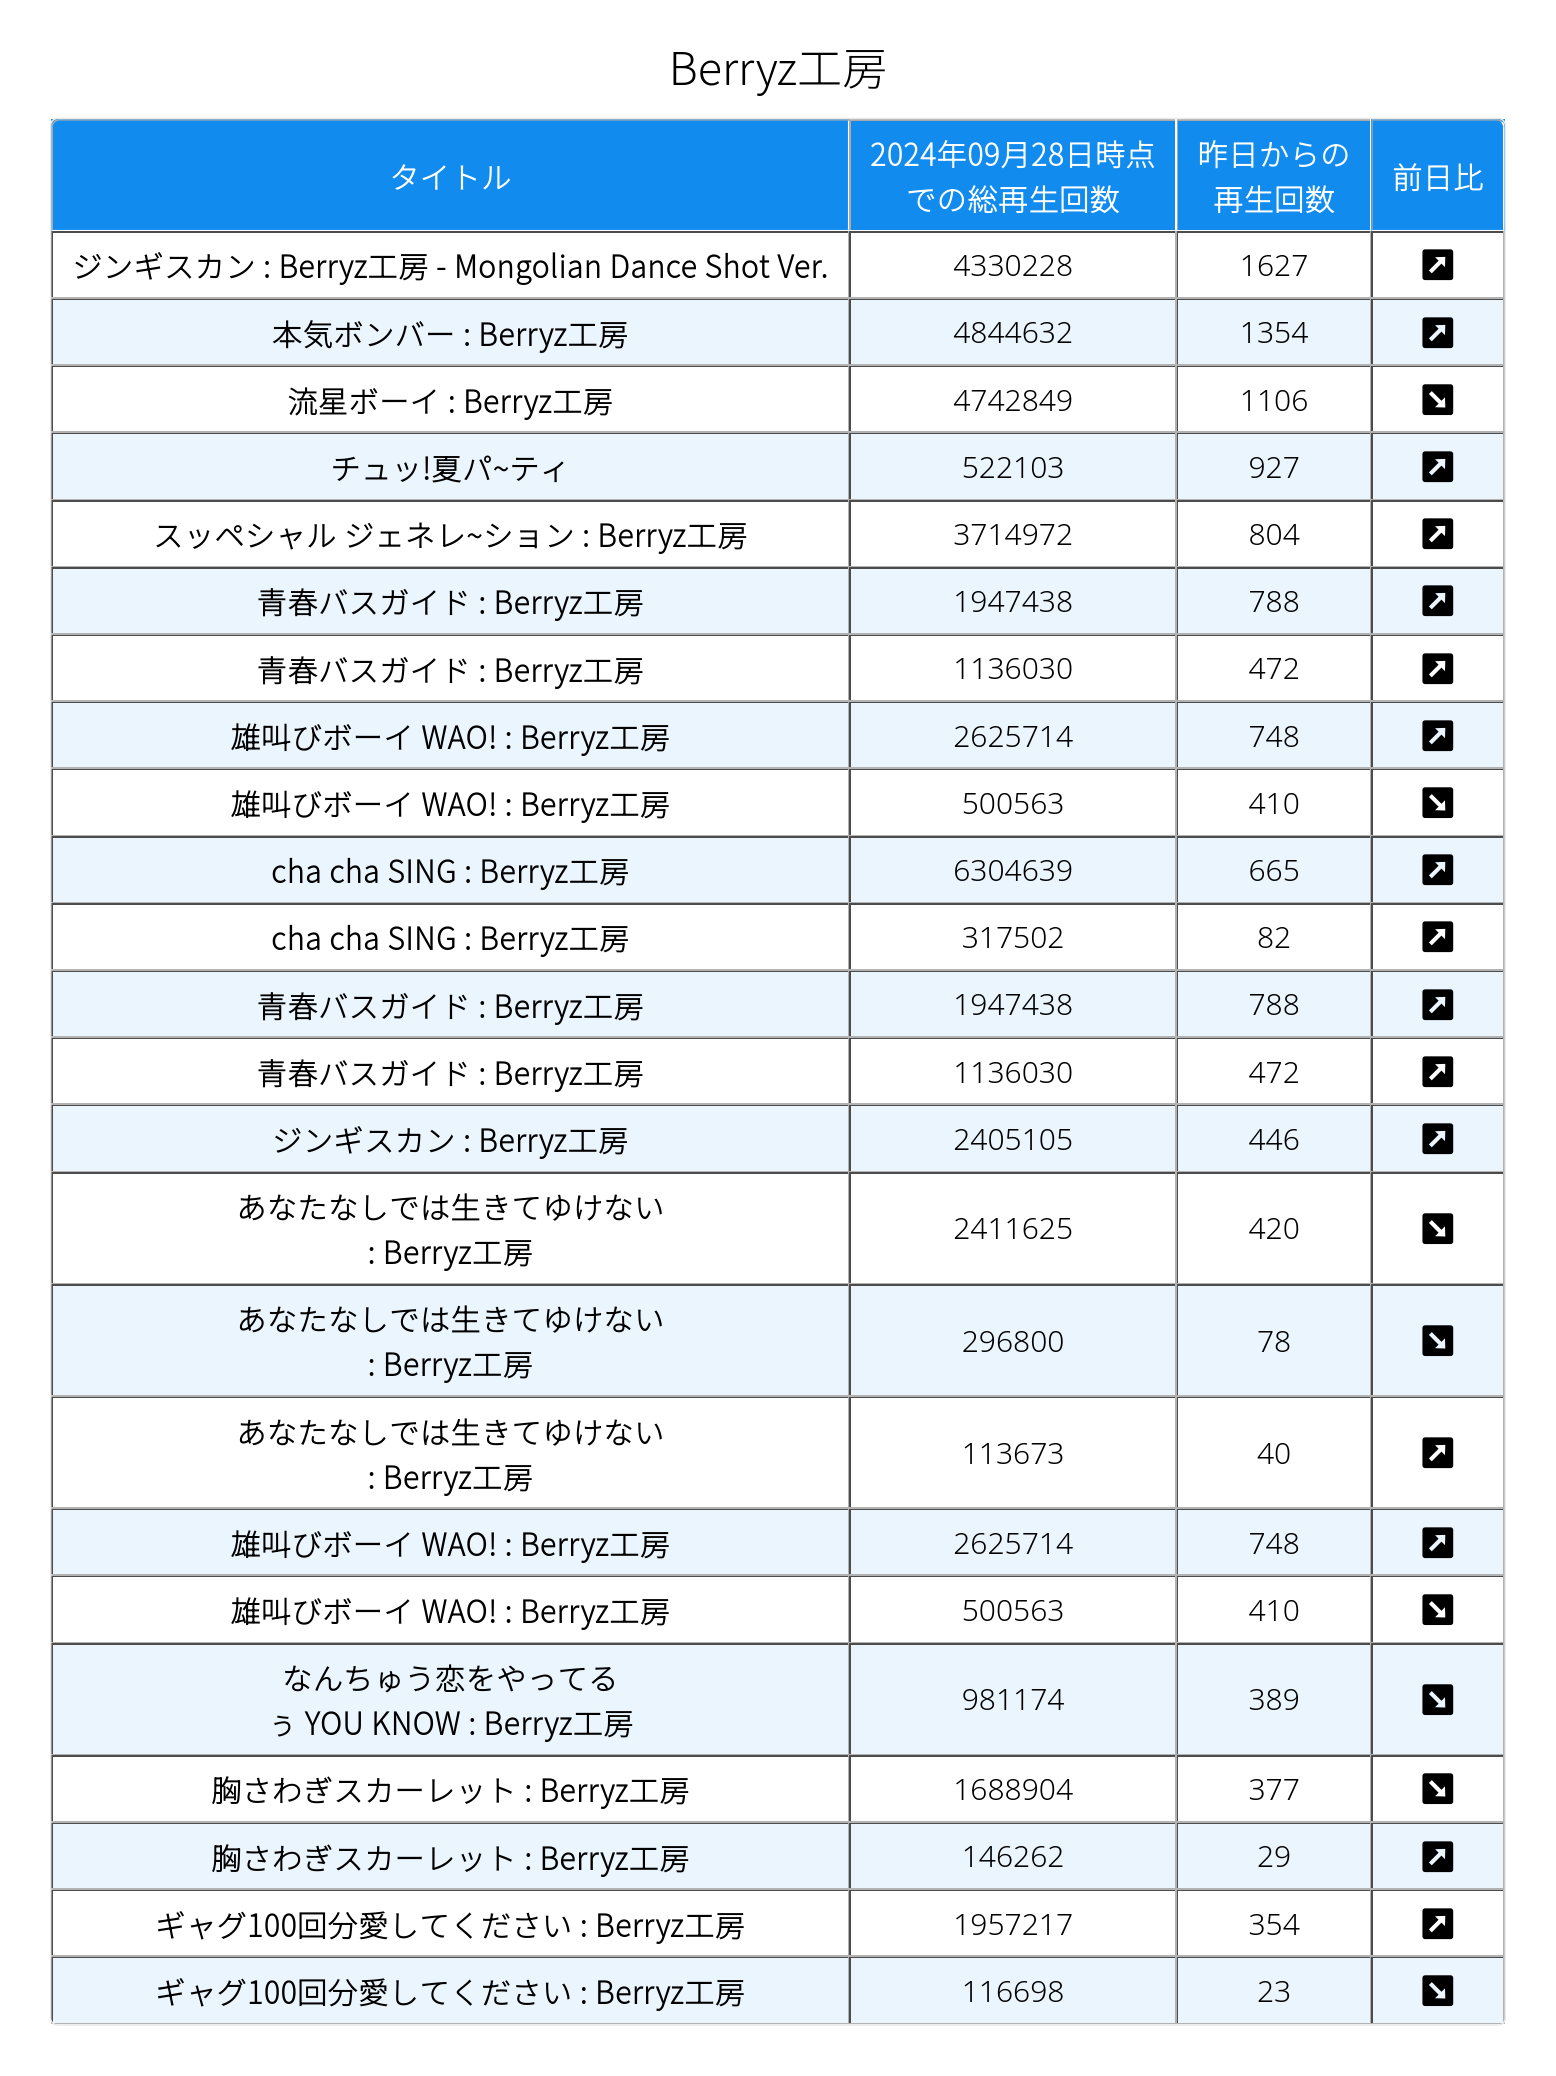 Berryz工房
タイトル
2024年09月28日時点
での総再生回数
昨日からの
再生回数
前日比
ジンギスカン : Berryz工房 - Mongolian Dance Shot Ver. 4330228 1627
本気ボンバー : Berryz工房 4844632 1354
流星ボーイ : Berryz工房 4742849 1106
チュッ!夏パ~ティ 522103 927
スッペシャル ジェネレ~ション : Berryz工房 3714972 804
青春バスガイド : Berryz工房 1947438 788
青春バスガイド : Berryz工房 1136030 472
雄叫びボーイ WAO! : Berryz工房 2625714 748
雄叫びボーイ WAO! : Berryz工房 500563 410
cha cha SING : Berryz工房 6304639 665
cha cha SING : Berryz工房 317502 82
青春バスガイド : Berryz工房 1947438 788
青春バスガイド : Berryz工房 1136030 472
ジンギスカン : Berryz工房 2405105 446
あなたなしでは生きてゆけない
: Berryz工房 2411625 420
あなたなしでは生きてゆけない
: Berryz工房 296800 78
あなたなしでは生きてゆけない
: Berryz工房 113673 40
雄叫びボーイ WAO! : Berryz工房 2625714 748
雄叫びボーイ WAO! : Berryz工房 500563 410
なんちゅう恋をやってる
ぅ YOU KNOW : Berryz工房 981174 389
胸さわぎスカーレット : Berryz工房 1688904 377
胸さわぎスカーレット : Berryz工房 146262 29
ギャグ100回分愛してください : Berryz工房 1957217 354
ギャグ100回分愛してください : Berryz工房 116698 23